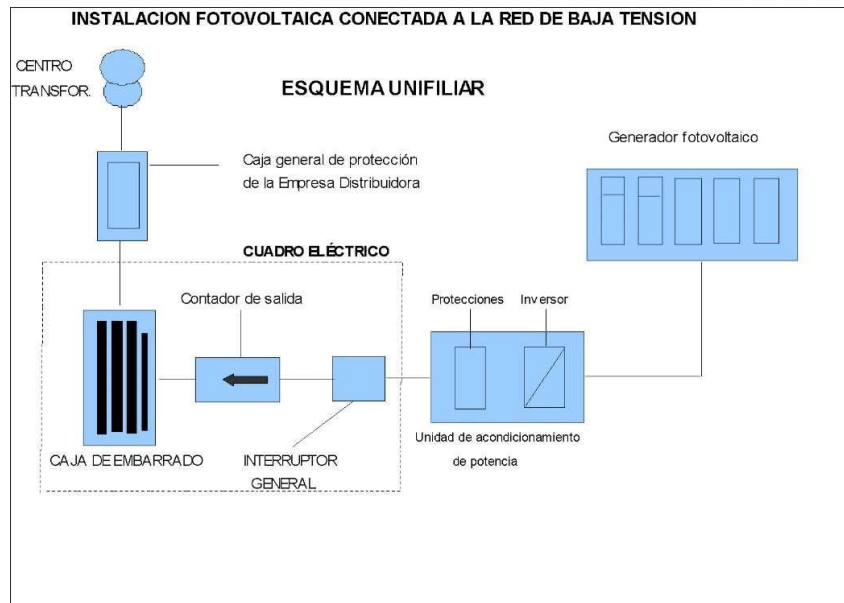 INSTALACION FOTOVOLTAICA CONECTADA A LA RED DE BAJA TENSION
CENTRO
TRANSFOR.
ESQUEMA UNIFILIAR
Generador fotovoltaico
Caja general de protección
de la Empresa Distribuidora
CUADRO ELÉCTRICO
Contador de salida
Protecciones
Inversor
CAJA DE EMBARRADO
INTERRUPTOR
GENERAL
Unidad de acondicionamiento
de potencia